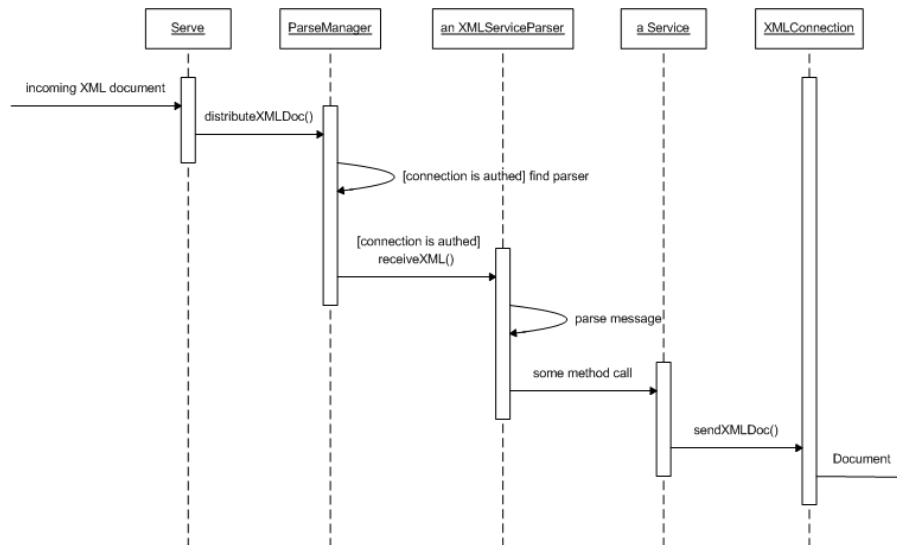 Serve
ParseManager
an XMLServiceParser
a Service
XMLConnection
incoming XML document
distributeXMLDoc()
[connection is authed] find parser
[connection is authed]
receiveXML()
parse message
some method call
sendXMLDoc()
Document